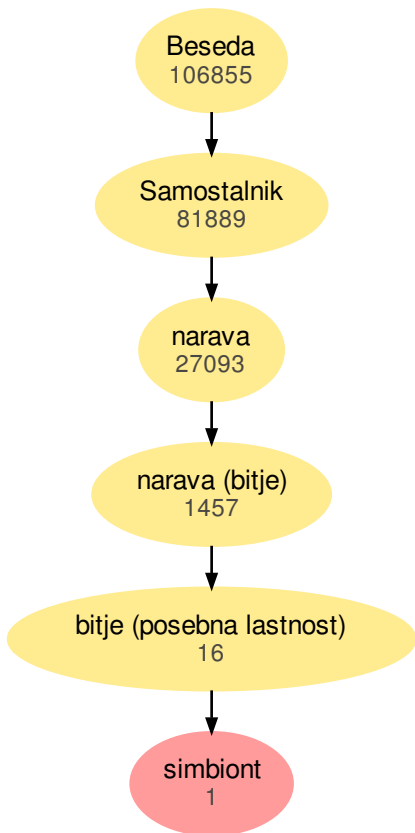 Beseda
106855
Samostalnik
81889
narava
27093
narava (bitje)
1457
bitje (posebna lastnost)
16
simbiont
1